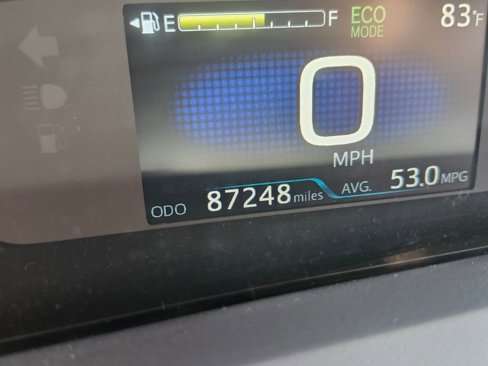 E F ECO 83°F
MODE
0
MPH
ODO 87248 miles AVG. 53.0 MPG